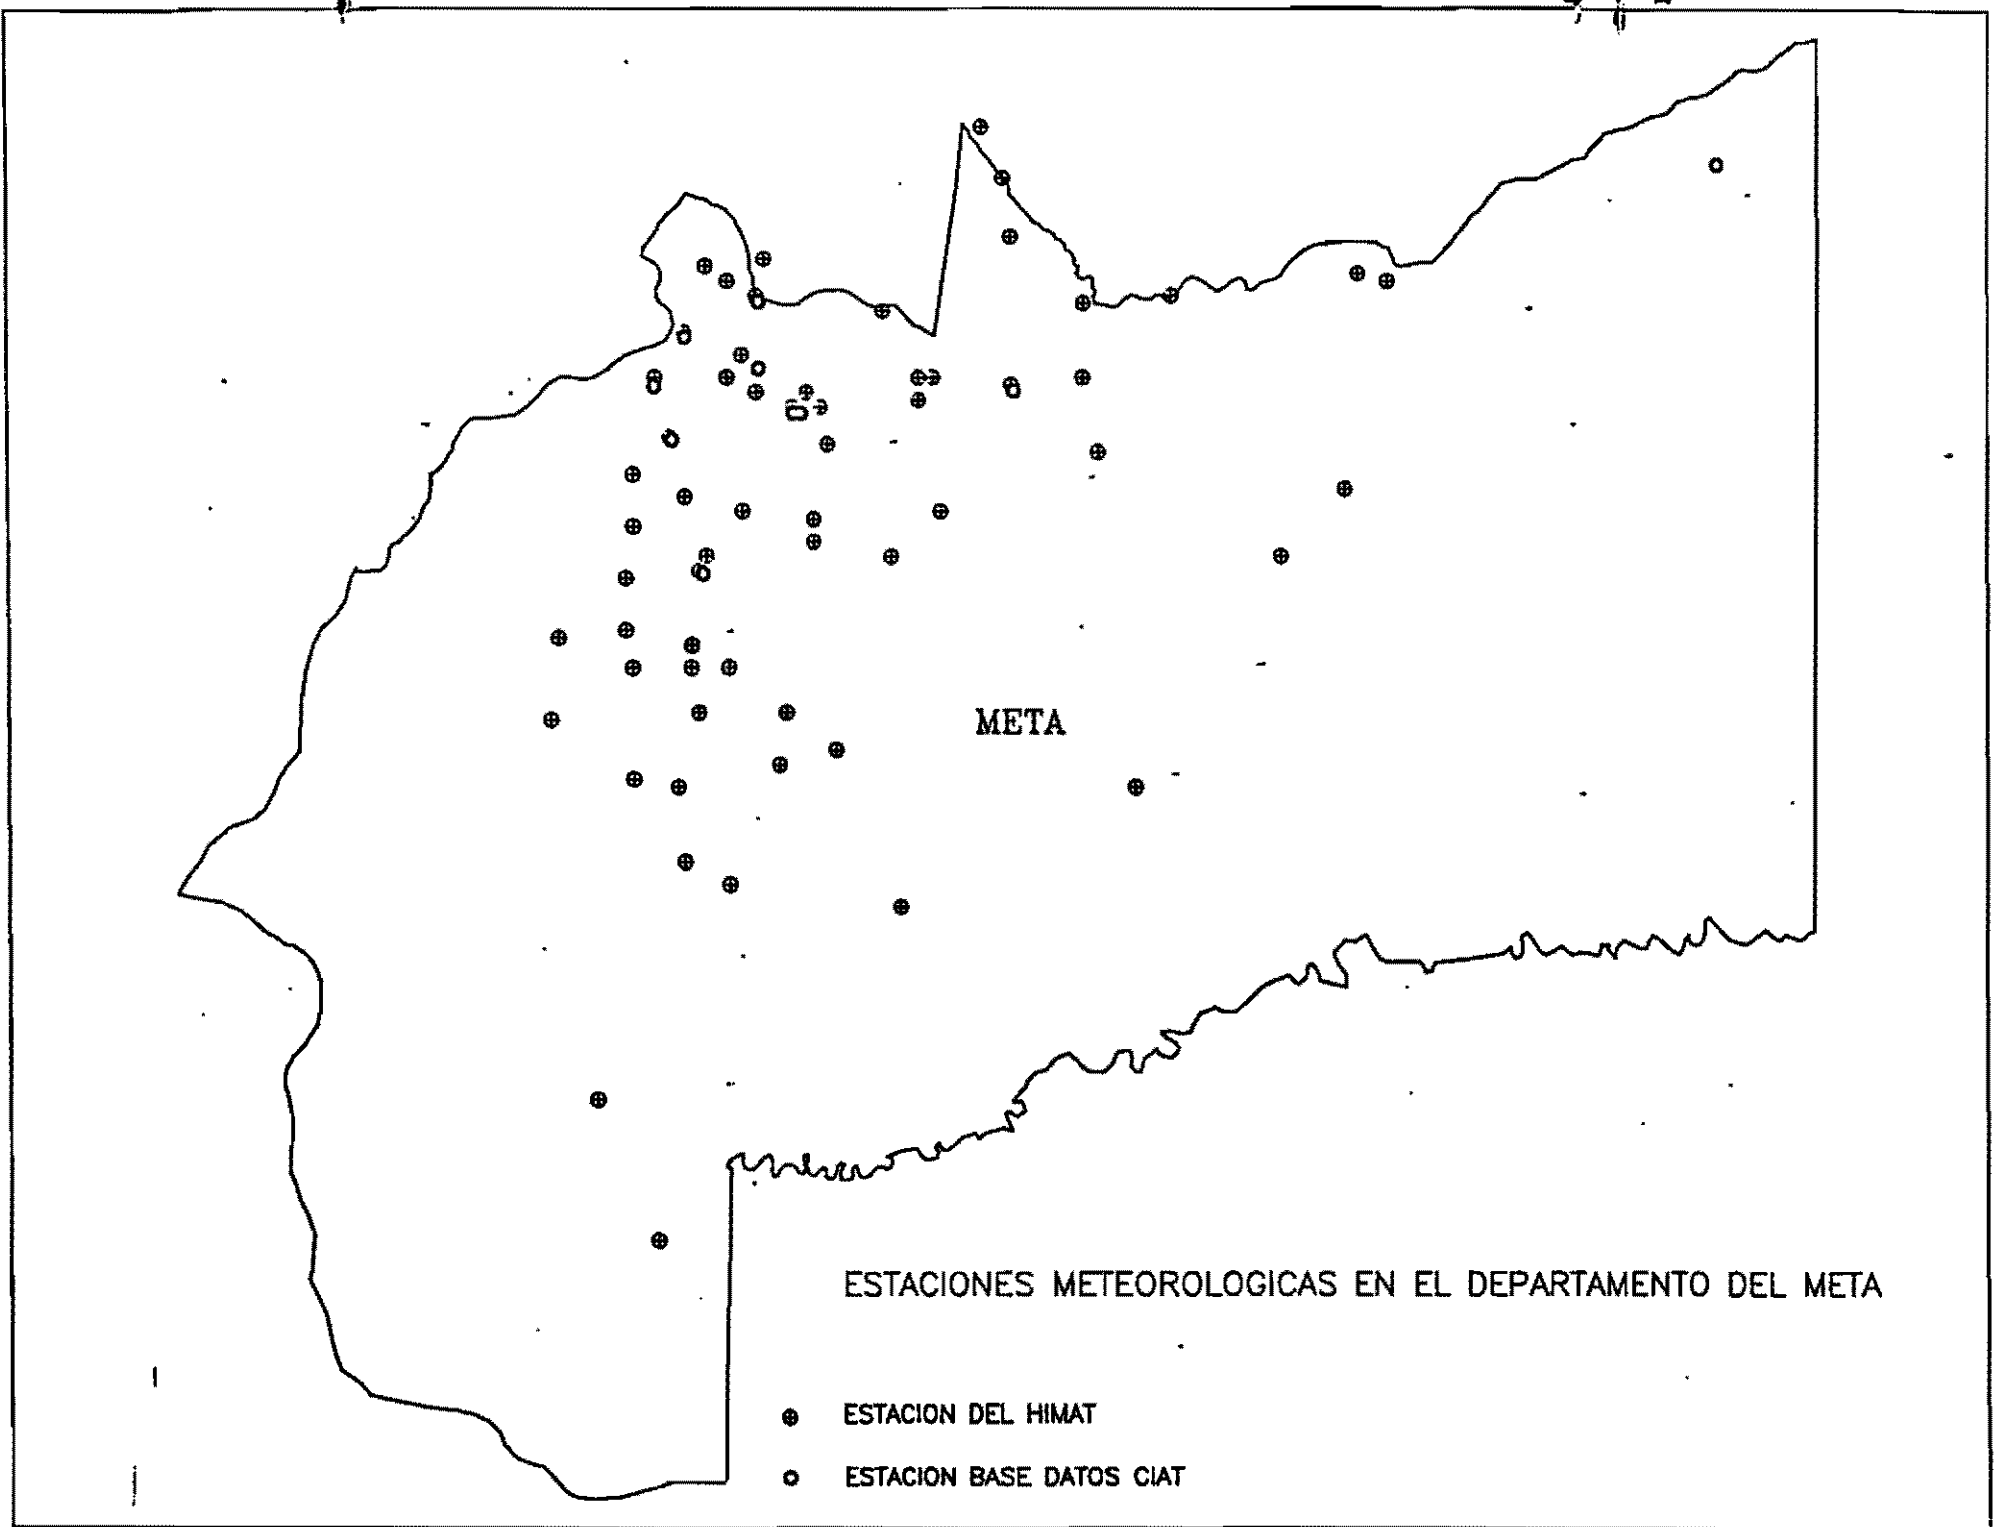 META
ESTACIONES METEOROLOGICAS EN EL DEPARTAMENTO DEL META
ESTACION DEL HIMAT
ESTACION BASE DATOS CIAT